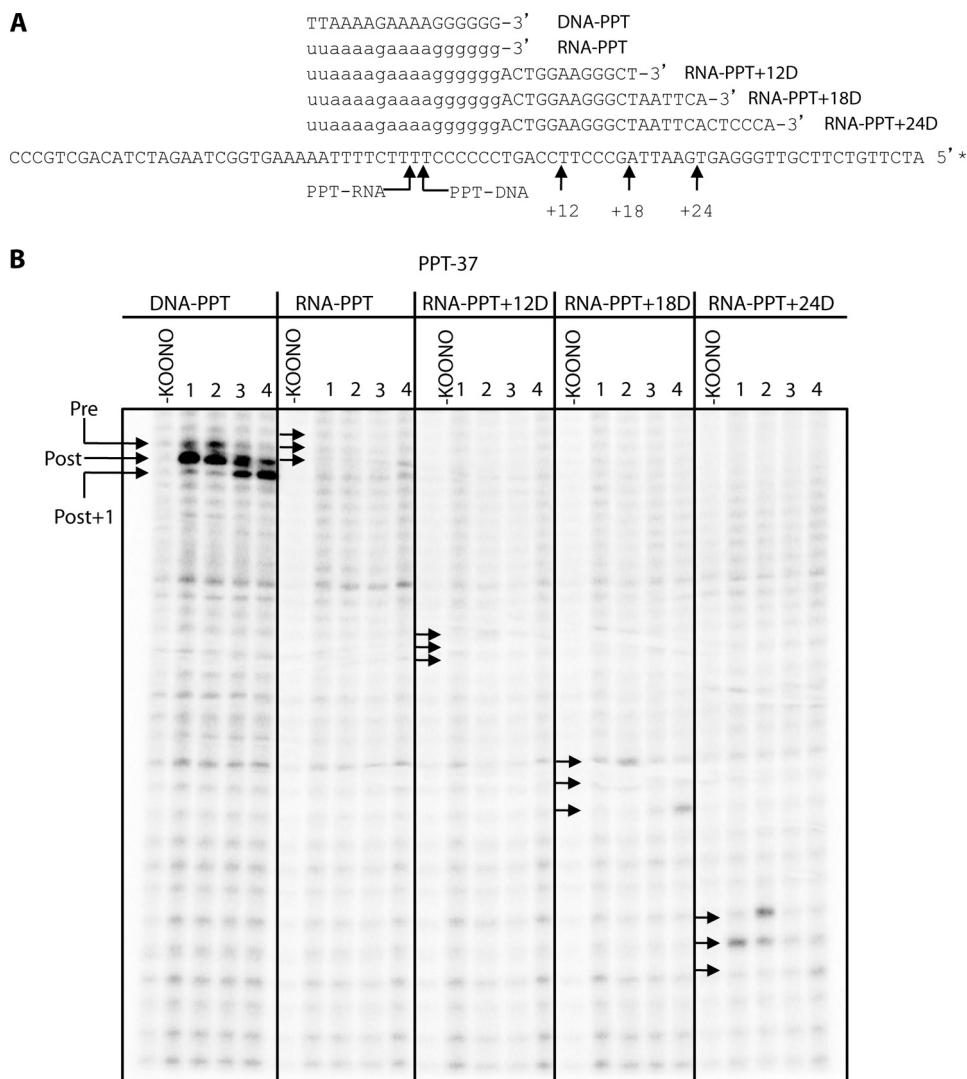 A
TTAAAAGAAAAGGGGGG-3’ DNA-PPT
uuaaaagaaaagggggg-3’ RNA-PPT
uuaaaagaaaaggggggACTGGAAGGGCT-3’ RNA-PPT+12D
uuaaaagaaaaggggggACTGGAAGGGCTAATTCA-3’ RNA-PPT+18D
uuaaaagaaaaggggggACTGGAAGGGCTAATTCACTCCCA-3’ RNA-PPT+24D
CCCGTCGACATCTAGAATCGGTGAAAAATTTTCTTTTCCCCCCTGACCTTCCCGATTAAGTGAGGGTTGCTTCTGTTCTA 5’*
PPT-RNA PPT-DNA +12 +18 +24
B
PPT-37
DNA-PPT RNA-PPT RNA-PPT+12D RNA-PPT+18D RNA-PPT+24D
-KOONO 1 2 3 4 -KOONO 1 2 3 4 -KOONO 1 2 3 4 -KOONO 1 2 3 4 -KOONO 1 2 3 4
Pre
Post
Post+1